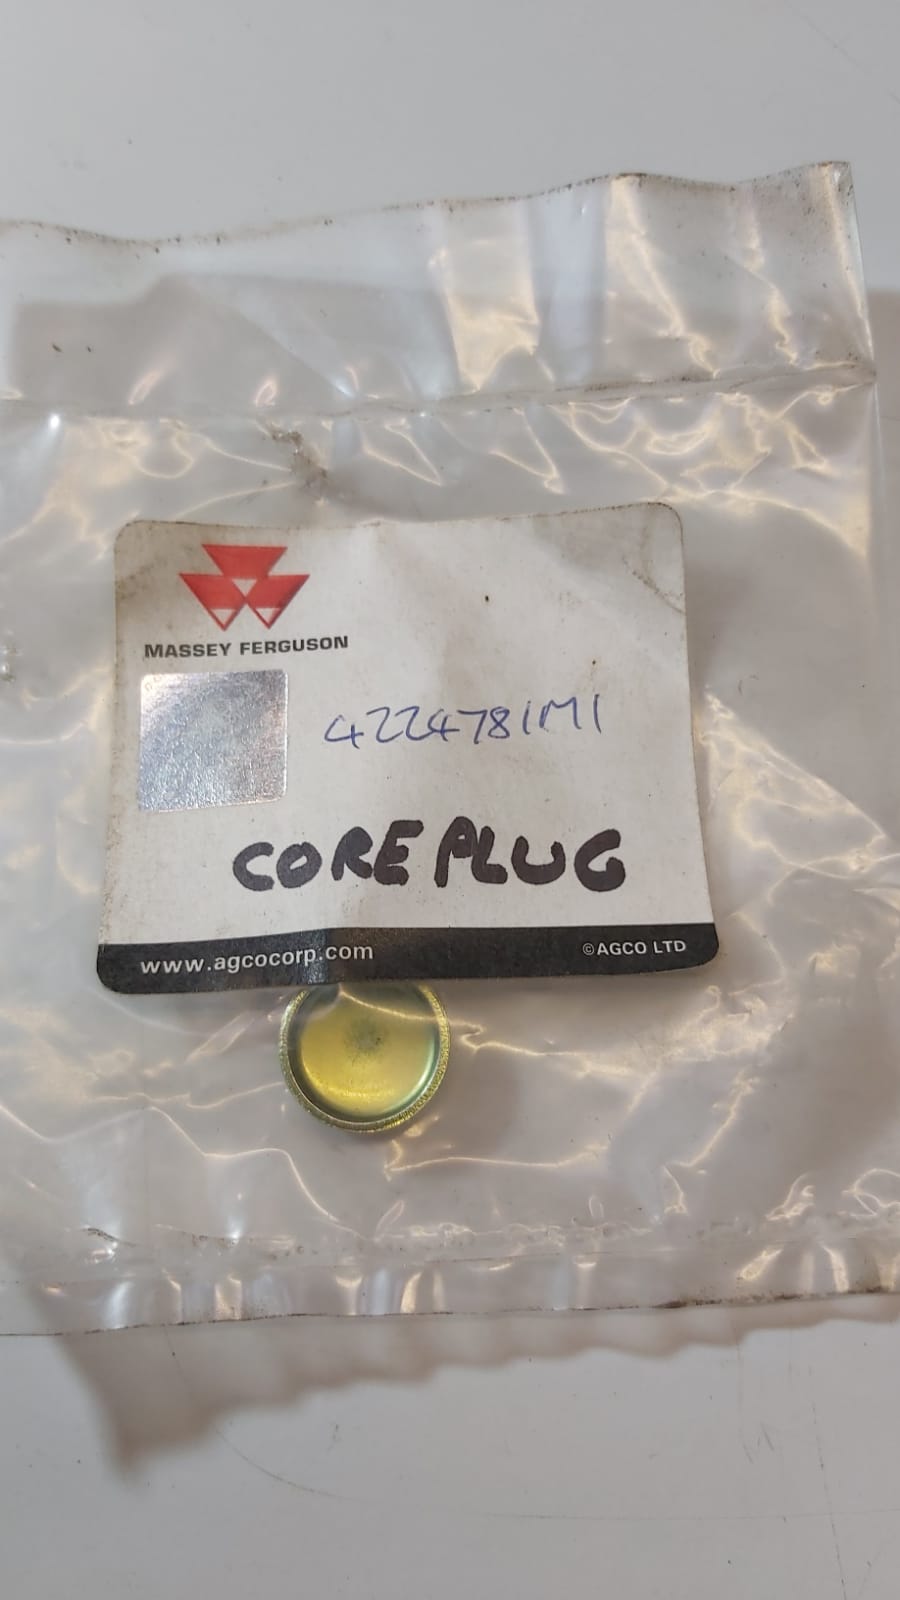 MASSEY FERGUSON
4224781M1
CORE PLUG
www.agcocorp.com ©AGCO LTD